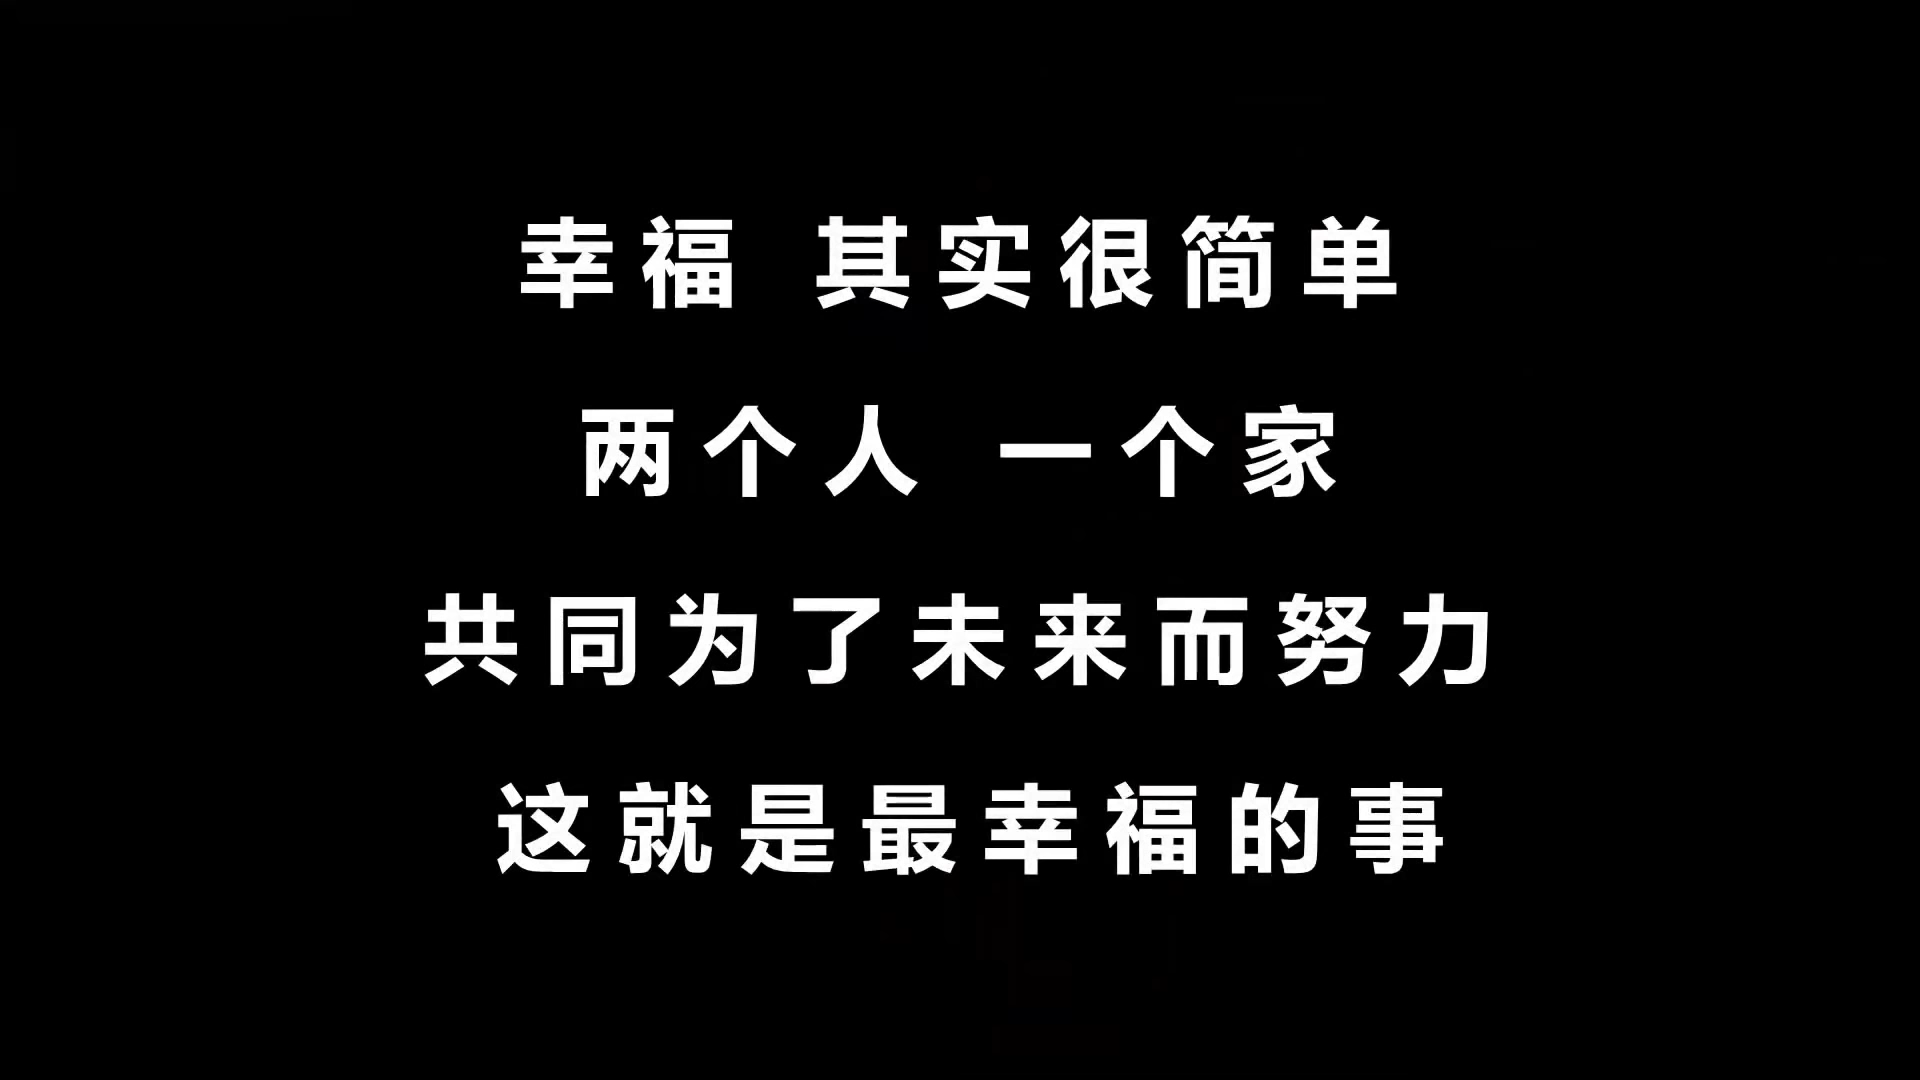 幸福 其实很简单
两个人 一个家
共同为了未来而努力
这就是最幸福的事